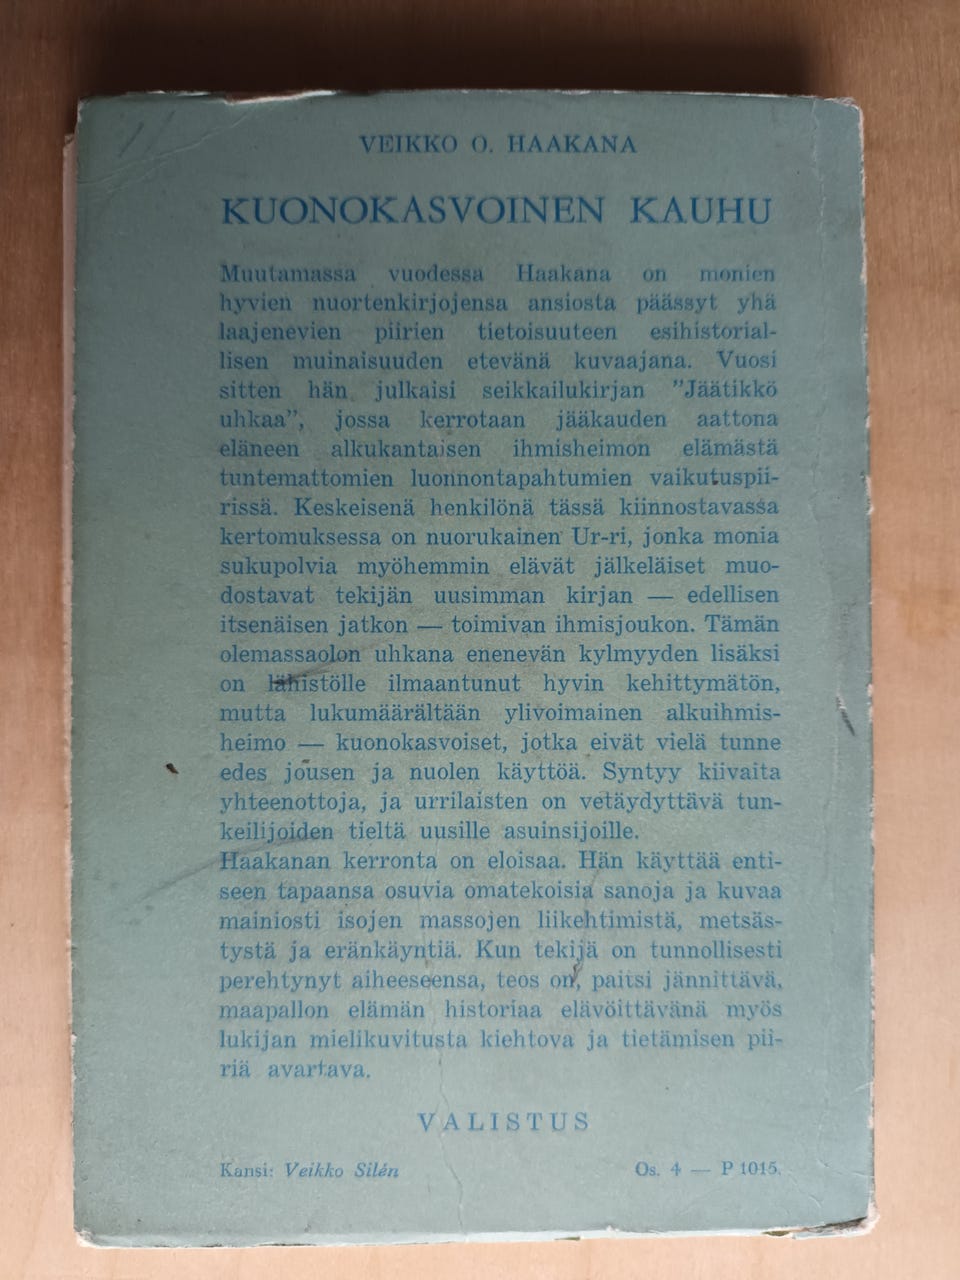 VEIKKO O. HAAKANA
KUONOKASVOINEN KAUHU
Muutamassa vuodessa Haakana on monien
hyvien nuortenkirjojensa ansiosta päässyt yhä
laajenevien piirien tietoisuuteen esihistorial-
lisen muinaisuuden etevänä kuvaajana. Vuosi
sitten hän julkaisi seikkailukirjan "Jäätikkö
uhkaa", jossa kerrotaan jääkauden aattona
eläneen alkukantaisen ihmisheimon elämästä
tuntemattomien luonnontapahtumien vaikutuspii-
rissä. Keskeisenä henkilönä tässä kiinnostavassa
kertomuksessa on nuorukainen Ur-ri, jonka monia
sukupolvia myöhemmin elävät jälkeläiset muo-
dostavat tekijän uusimman kirjan — edellisen
itsenäisen jatkon — toimivan ihmisjoukon. Tämän
olemassaolon uhkana enenevän kylmyyden lisäksi
on lähistölle ilmaantunut hyvin kehittymätön,
mutta lukumäärältään ylivoimainen alkuihmis-
heimo — kuonokasvoiset, jotka eivät vielä tunne
edes jousen ja nuolen käyttöä. Syntyy kiivaita
yhteenottoja, ja urrilaisten on vetäydyttävä tun-
keilijoiden tieltä uusille asuinsijoille.
Haakanan kerronta on eloisaa. Hän käyttää enti-
seen tapaansa osuvia omatekoisia sanoja ja kuvaa
mainiosti isojen massojen liikehtimistä, metsäs-
tystä ja eränkäyntiä. Kun tekijä on tunnollisesti
perehtynyt aiheeseensa, teos on, paitsi jännittävä,
maapallon elämän historiaa elävöittävänä myös
lukijan mielikuvitusta kiehtova ja tietämisen pii-
riä avartava.
VALISTUS
Kansi: Veikko Silén
Os. 4 — P 1015.